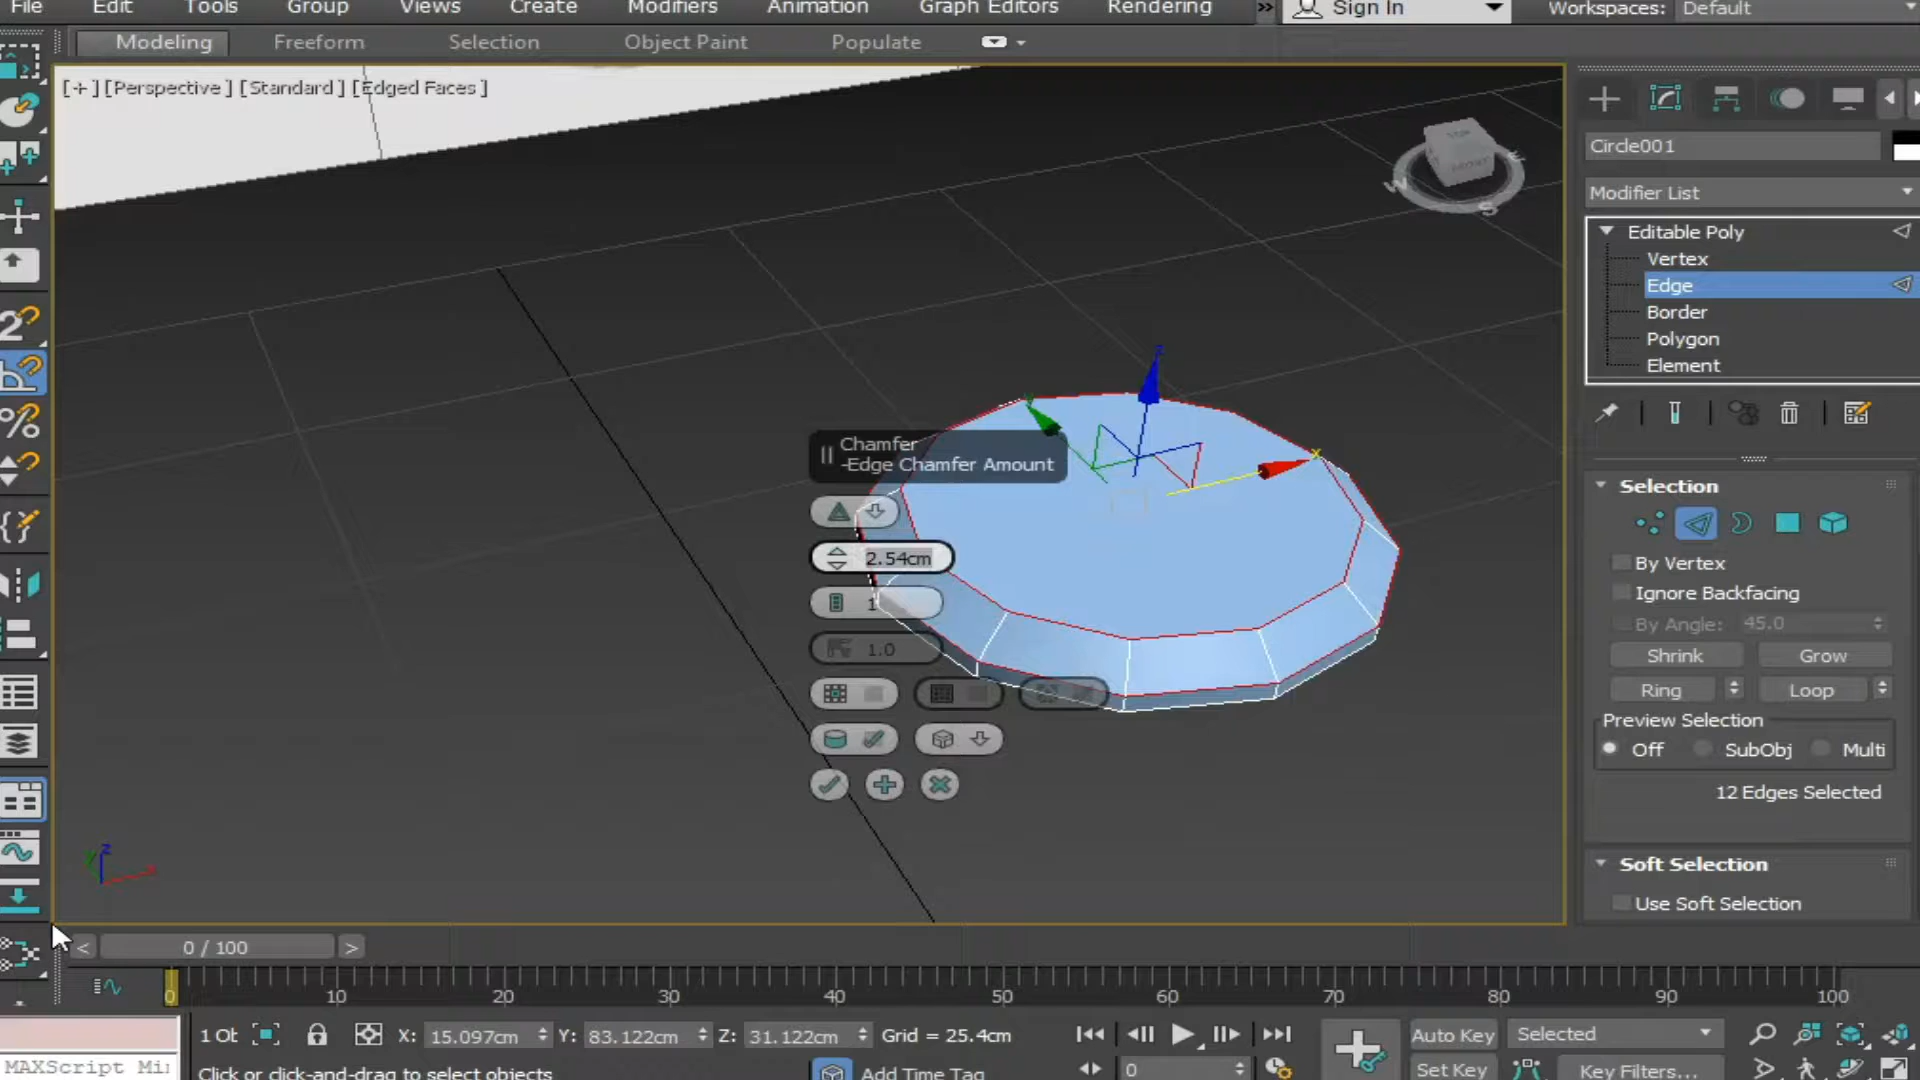 File Edit Tools Group Views Create Modifiers Animation Graph Editors Rendering » Sign In Workspaces: Default
Modeling Freeform Selection Object Paint Populate
[+] [Perspective] [Standard] [Edged Faces]
TOP
FRONT
W
S
E
Circle001
Modifier List
Editable Poly
Vertex
Edge
Border
Polygon
Element
z
y
x
Chamfer
-Edge Chamfer Amount
2.54cm
1
1.0
Selection
By Vertex
Ignore Backfacing
By Angle: 45.0
Shrink Grow
Ring Loop
Preview Selection
Off SubObj Multi
12 Edges Selected
Soft Selection
Use Soft Selection
z
< 0 / 100 >
0 10 20 30 40 50 60 70 80 90 100
1 Ob X: 15.097cm Y: 83.122cm Z: 31.122cm Grid = 25.4cm Auto Key Selected
MAXScript Mi
Click or click-and-drag to select objects Add Time Tag 0 Set Key Key Filters...